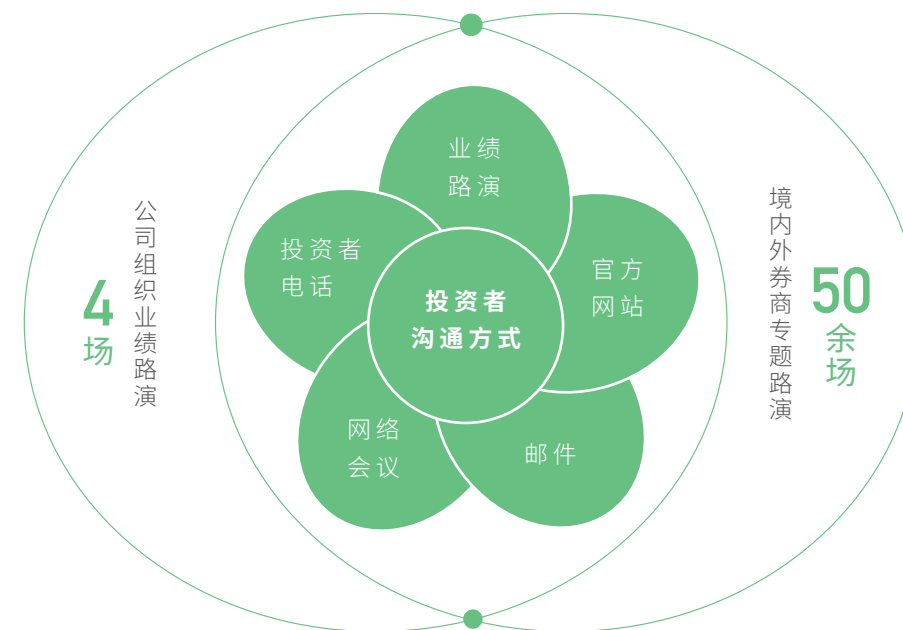 公司组织业绩路演
4
场
业绩
路演
投资者
电话
投资者
沟通方式
官方
网站
网络
会议
邮件
境内外券商专题路演
50
余
场